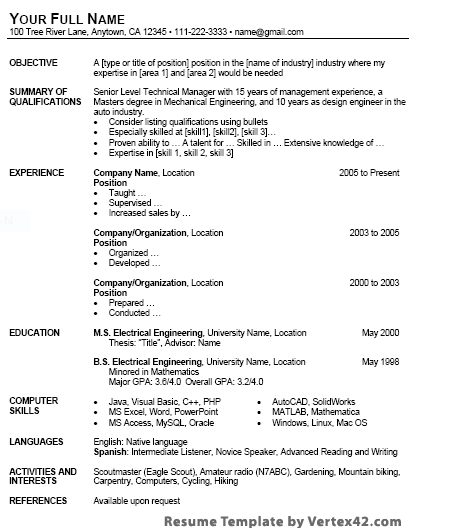 YOUR FULL NAME
100 Tree River Lane, Anytown, CA 12345 • 111-222-3333 • name@gmail.com
OBJECTIVE A [type or title of position] position in the [name of industry] industry where my
expertise in [area 1] and [area 2] would be needed
SUMMARY OF Senior Level Technical Manager with 15 years of management experience, a
QUALIFICATIONS Masters degree in Mechanical Engineering, and 10 years as design engineer in the
auto industry.
• Consider listing qualifications using bullets
• Especially skilled at [skill1], [skill2], [skill 3]…
• Proven ability to … A talent for … Skilled in … Extensive knowledge of …
• Expertise in [skill 1, skill 2, skill 3]
EXPERIENCE Company Name, Location 2005 to Present
Position
• Taught …
• Supervised …
• Increased sales by …
Company/Organization, Location 2003 to 2005
Position
• Organized …
• Developed …
Company/Organization, Location 2000 to 2003
Position
• Prepared …
• Conducted …
EDUCATION M.S. Electrical Engineering, University Name, Location May 2000
Thesis: "Title", Advisor: Name
B.S. Electrical Engineering, University Name, Location May 1998
Minored in Mathematics
Major GPA: 3.6/4.0 Overall GPA: 3.2/4.0
COMPUTER • Java, Visual Basic, C++, PHP • AutoCAD, SolidWorks
SKILLS • MS Excel, Word, PowerPoint • MATLAB, Mathematica
• MS Access, MySQL, Oracle • Windows, Linux, Mac OS
LANGUAGES English: Native language
Spanish: Intermediate Listener, Novice Speaker, Advanced Reading and Writing
ACTIVITIES AND Scoutmaster (Eagle Scout), Amateur radio (N7ABC), Gardening, Mountain biking,
INTERESTS Carpentry, Computers, Cycling, Hiking
REFERENCES Available upon request
Resume Template by Vertex42.com